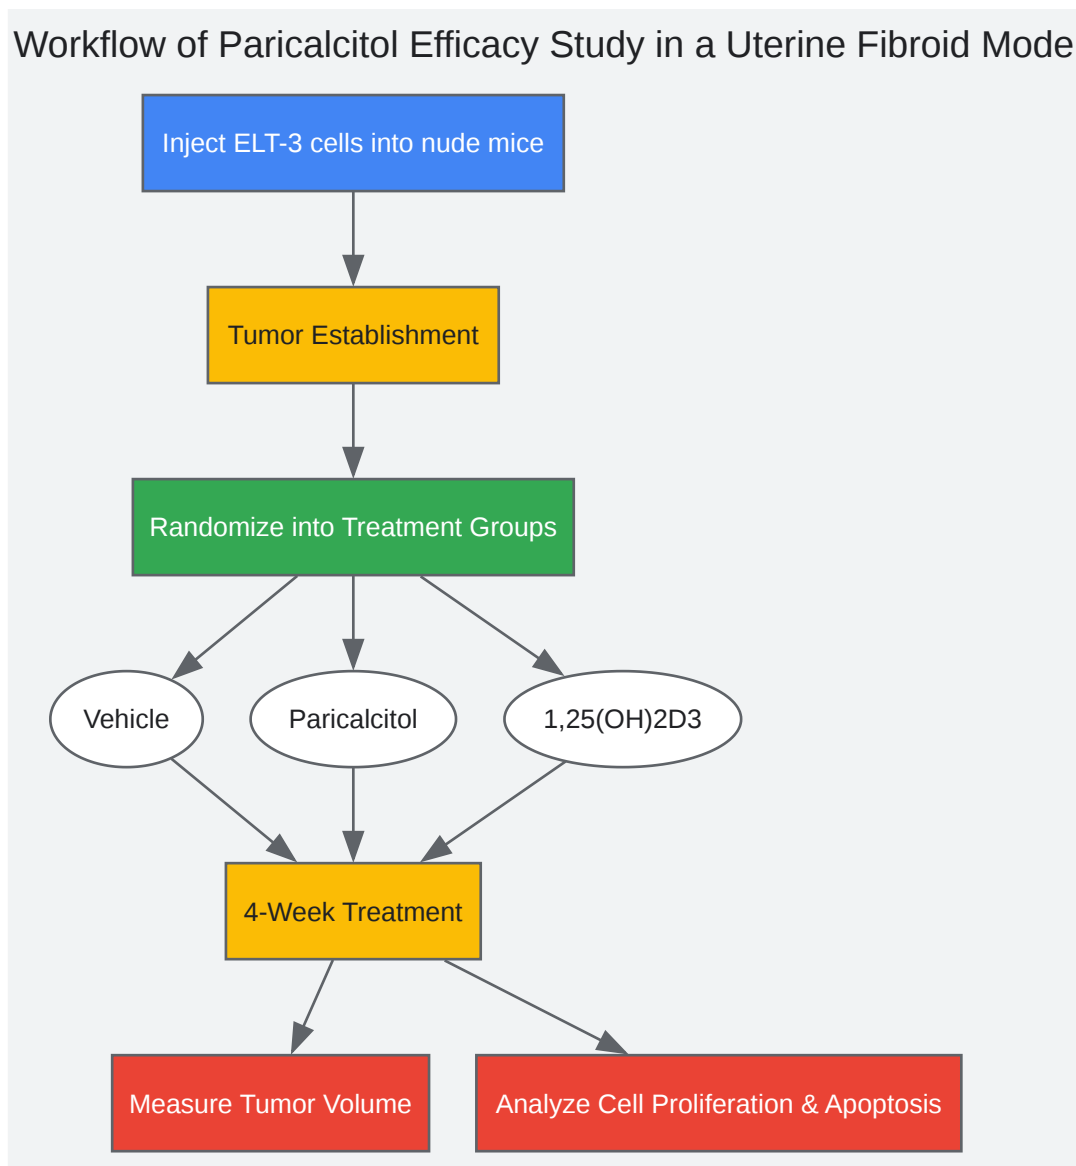 Workflow of Paricalcitol Efficacy Study in a Uterine Fibroid Mode
Inject ELT-3 cells into nude mice
Tumor Establishment
Randomize into Treatment Groups
Vehicle
Paricalcitol
1,25(OH)2D3
4-Week Treatment
Measure Tumor Volume
Analyze Cell Proliferation & Apoptosis